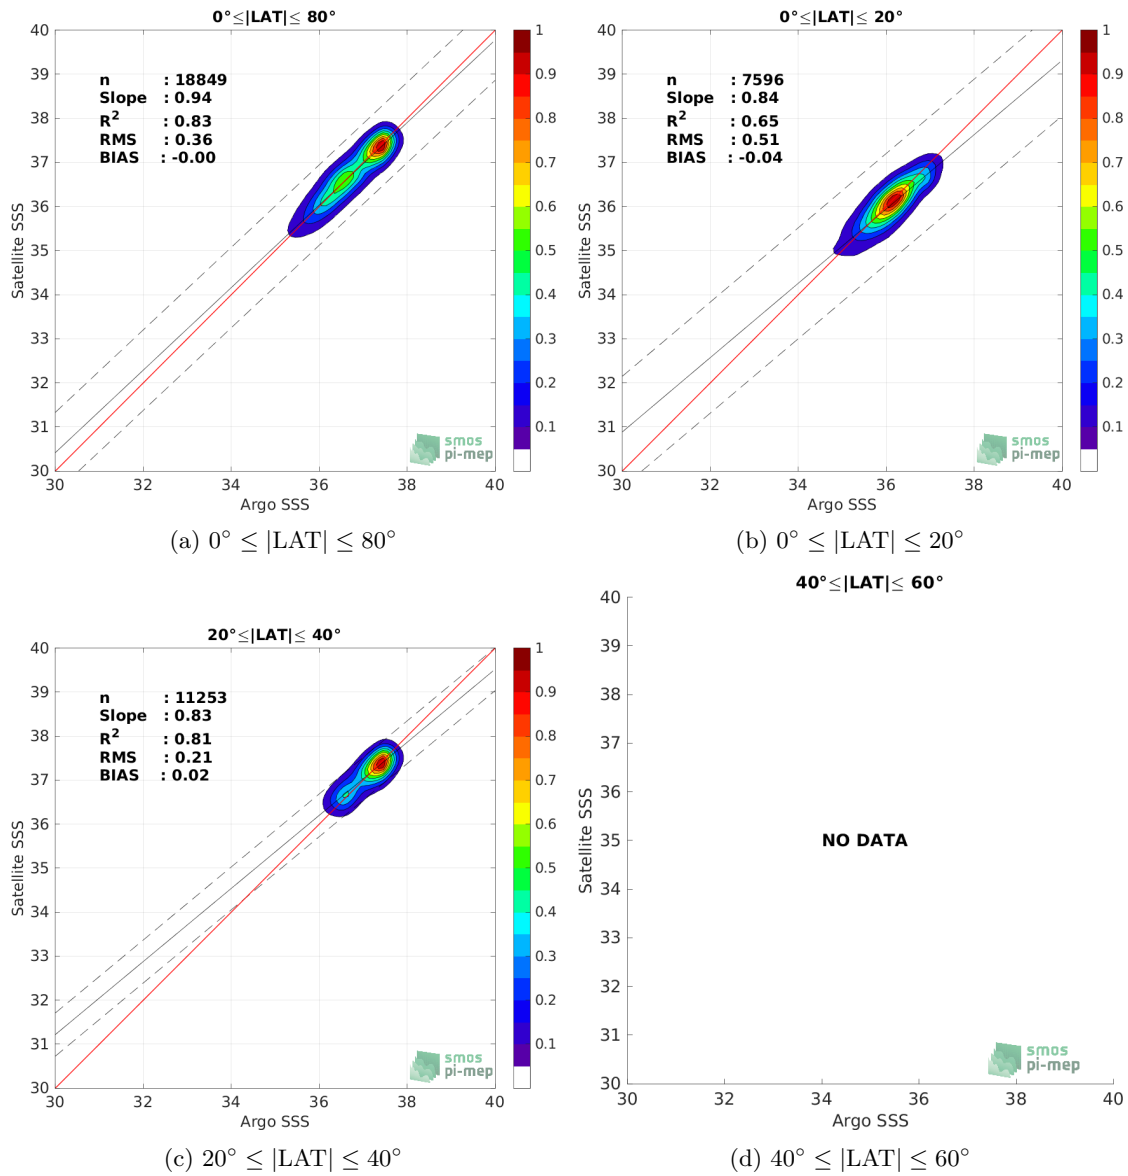 0°≤|LAT|≤ 80°
40
39
38
37
36
35
34
33
32
31
30
Satellite SSS
n : 18849
Slope : 0.94
R² : 0.83
RMS : 0.36
BIAS : -0.00
smos
pi-mep
30 32 34 36 38 40
Argo SSS
1
0.9
0.8
0.7
0.6
0.5
0.4
0.3
0.2
0.1
(a) 0° ≤ |LAT| ≤ 80°
0°≤|LAT|≤ 20°
40
39
38
37
36
35
34
33
32
31
30
Satellite SSS
n : 7596
Slope : 0.84
R² : 0.65
RMS : 0.51
BIAS : -0.04
smos
pi-mep
30 32 34 36 38 40
Argo SSS
1
0.9
0.8
0.7
0.6
0.5
0.4
0.3
0.2
0.1
(b) 0° ≤ |LAT| ≤ 20°
20°≤|LAT|≤ 40°
40
39
38
37
36
35
34
33
32
31
30
Satellite SSS
n : 11253
Slope : 0.83
R² : 0.81
RMS : 0.21
BIAS : 0.02
smos
pi-mep
30 32 34 36 38 40
Argo SSS
1
0.9
0.8
0.7
0.6
0.5
0.4
0.3
0.2
0.1
(c) 20° ≤ |LAT| ≤ 40°
40°≤|LAT|≤ 60°
40
39
38
37
36
35
34
33
32
31
30
Satellite SSS
NO DATA
smos
pi-mep
30 32 34 36 38 40
Argo SSS
(d) 40° ≤ |LAT| ≤ 60°